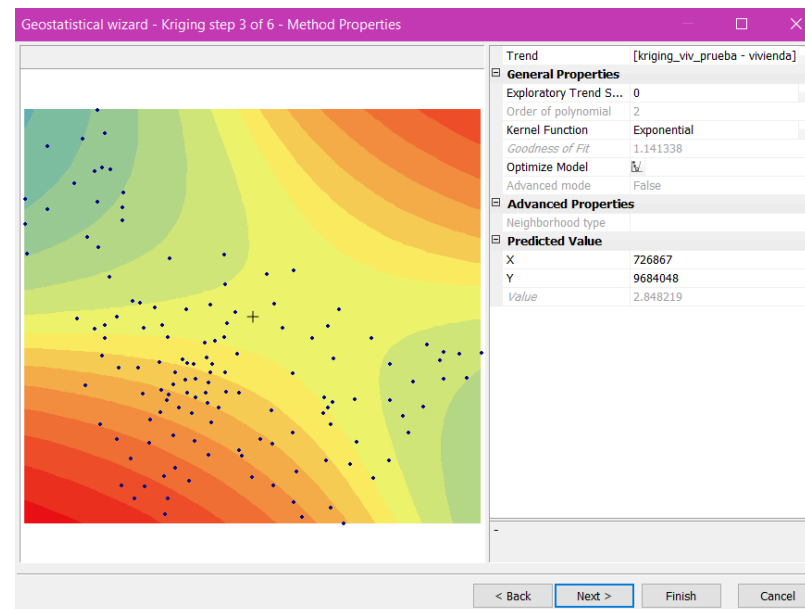 Geostatistical wizard - Kriging step 3 of 6 - Method Properties
Trend [kriging_viv_prueba - vivienda]
General Properties
Exploratory Trend S... 0
Order of polynomial 2
Kernel Function Exponential
Goodness of Fit 1.141338
Optimize Model
Advanced mode False
Advanced Properties
Neighborhood type
Predicted Value
X 726867
Y 9684048
Value 2.848219
-
< Back Next > Finish Cancel